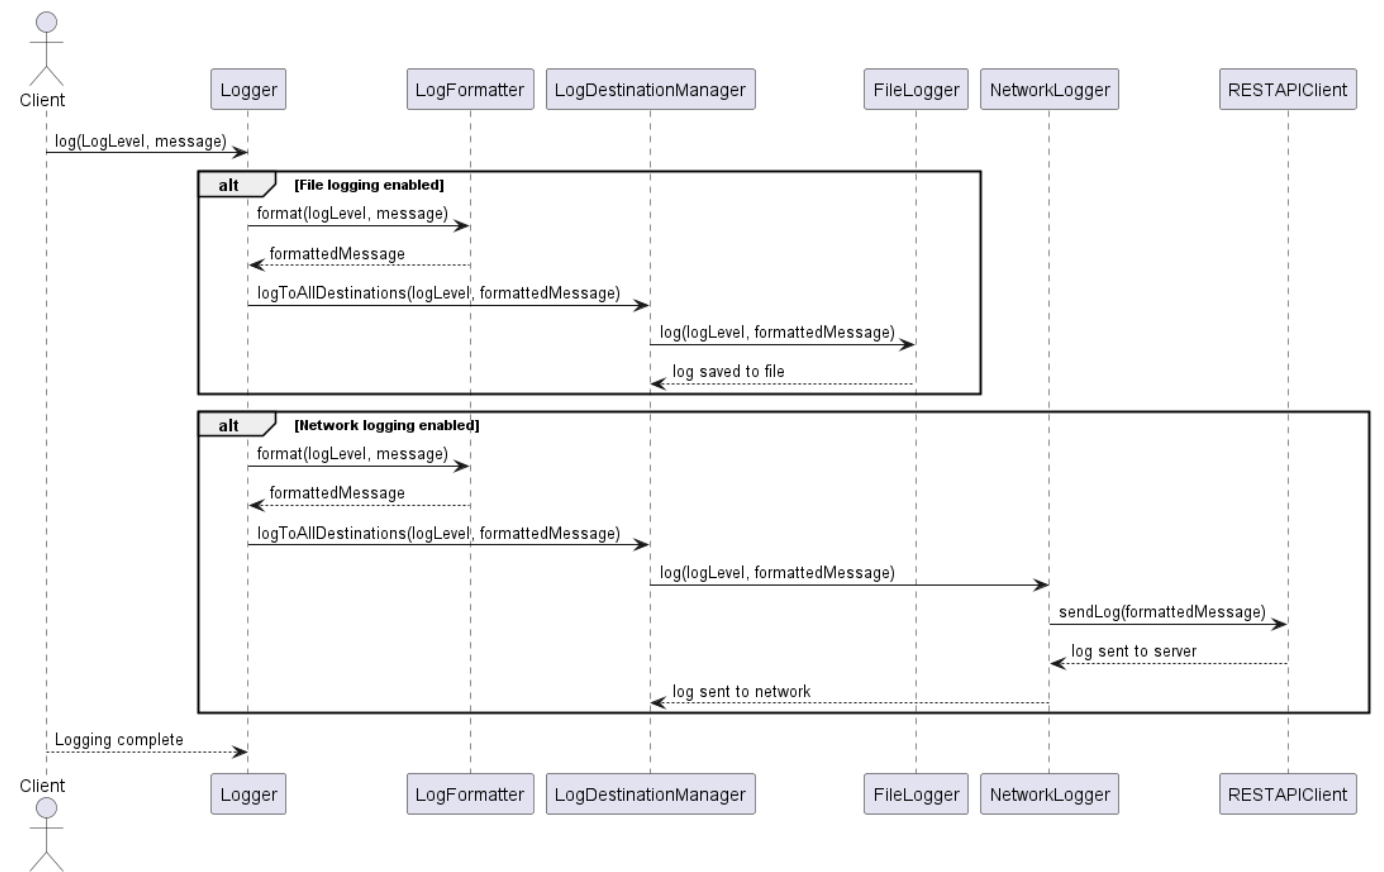 Client
Logger
LogFormatter
LogDestinationManager
FileLogger
NetworkLogger
RESTAPIClient
log(LogLevel, message)
alt
[File logging enabled]
format(logLevel, message)
formattedMessage
logToAllDestinations(logLevel, formattedMessage)
log(logLevel, formattedMessage)
log saved to file
alt
[Network logging enabled]
format(logLevel, message)
formattedMessage
logToAllDestinations(logLevel, formattedMessage)
log(logLevel, formattedMessage)
sendLog(formattedMessage)
log sent to server
log sent to network
Logging complete
Client
Logger
LogFormatter
LogDestinationManager
FileLogger
NetworkLogger
RESTAPIClient